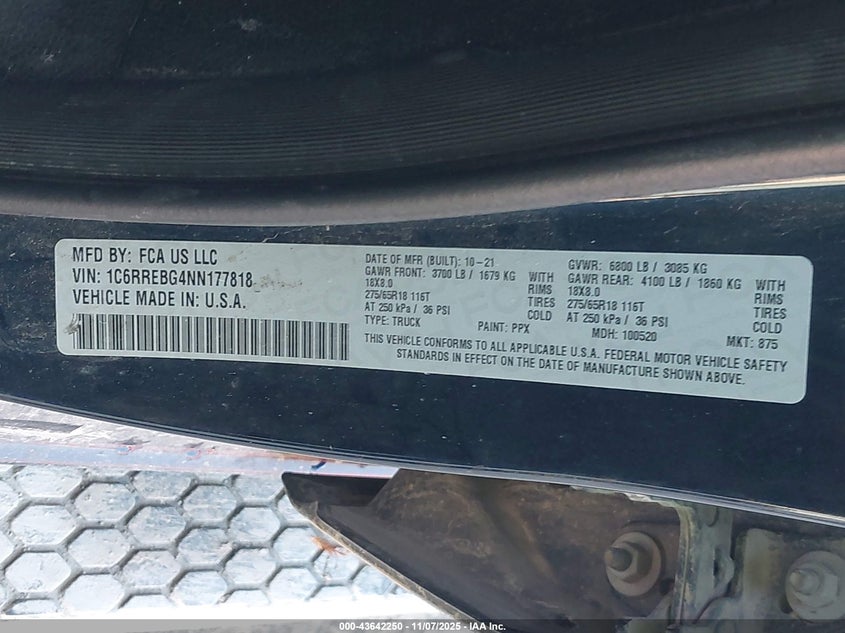 MFD BY: FCA US LLC
VIN: 1C6RREBG4NN177818
VEHICLE MADE IN: U.S.A.
DATE OF MFR (BUILT): 10-21
GAWR FRONT: 3700 LB / 1679 KG WITH
18X8.0 RIMS
275/65R18 116T TIRES
AT 250 kPa / 36 PSI COLD
TYPE: TRUCK PAINT: PPX
GVWR: 6800 LB / 3085 KG
GAWR REAR: 4100 LB / 1860 KG WITH
18X8.0 RIMS
275/65R18 116T TIRES
AT 250 kPa / 36 PSI COLD
MDH: 100520 MKT: 875
THIS VEHICLE CONFORMS TO ALL APPLICABLE U.S.A. FEDERAL MOTOR VEHICLE SAFETY
STANDARDS IN EFFECT ON THE DATE OF MANUFACTURE SHOWN ABOVE.
000-43642250 - 11/07/2025 - IAA, Inc.